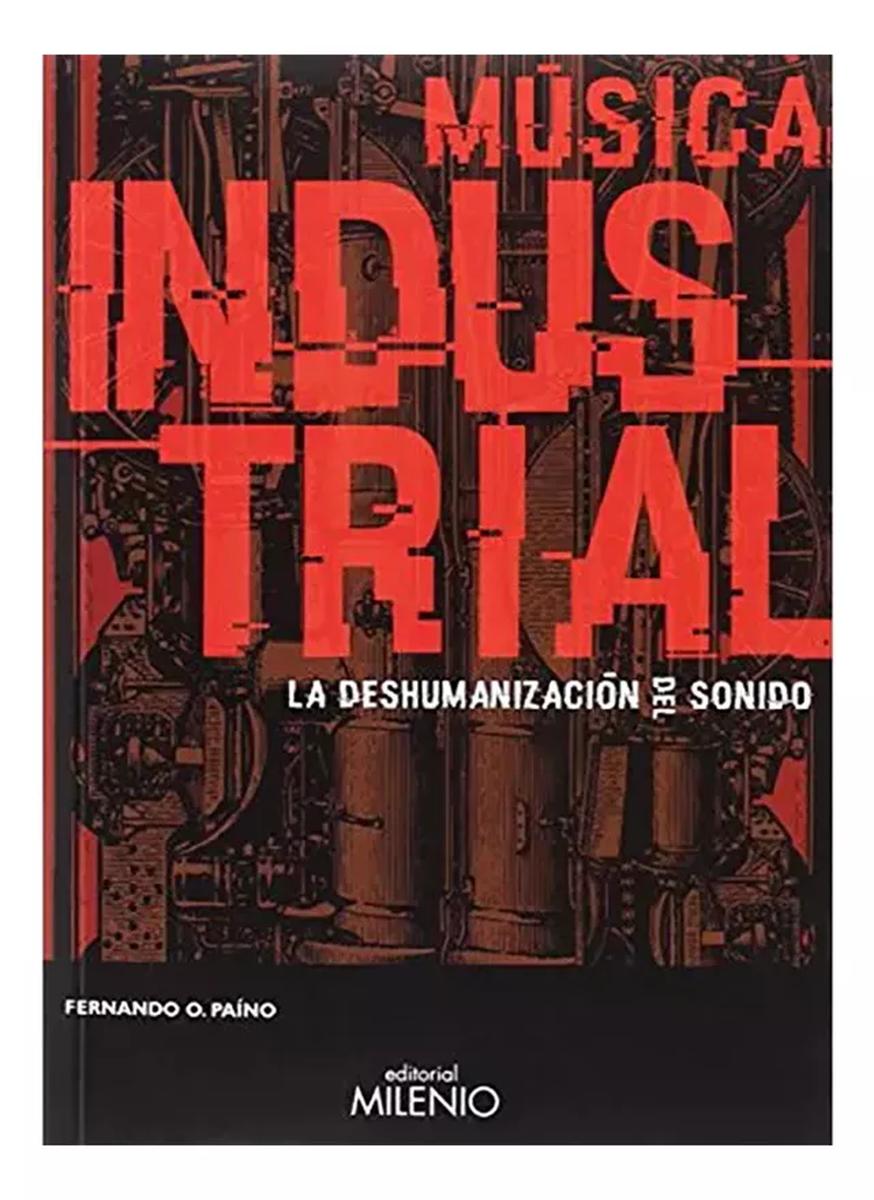 MÚSICA
INDUS
TRIAL
LA DESHUMANIZACIÓN DEL SONIDO
FERNANDO O. PAÍNO
editorial
MILENIO